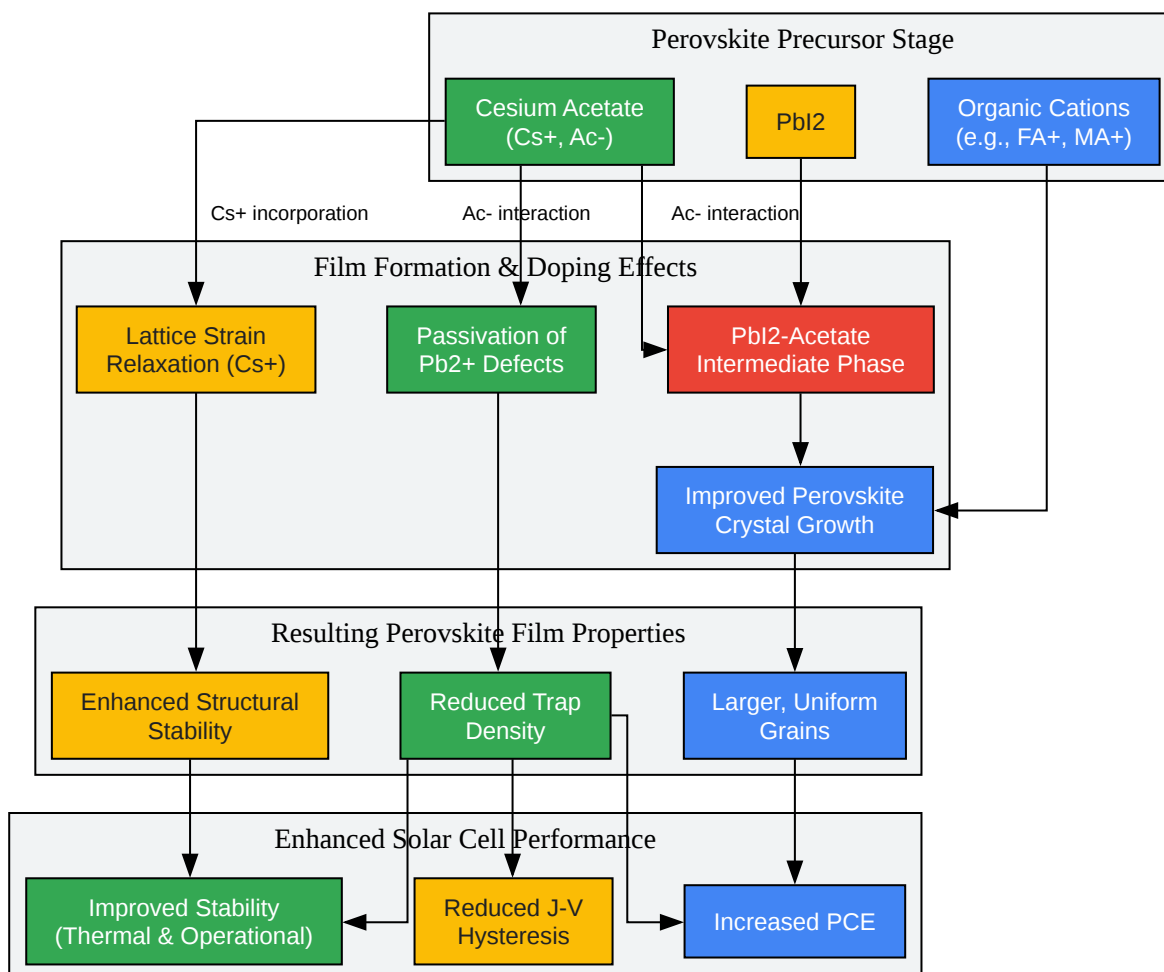 Perovskite Precursor Stage
Cesium Acetate
(Cs+, Ac-)
PbI2
Organic Cations
(e.g., FA+, MA+)
Cs+ incorporation
Ac- interaction
Ac- interaction
Film Formation & Doping Effects
Lattice Strain
Relaxation (Cs+)
Passivation of
Pb2+ Defects
PbI2-Acetate
Intermediate Phase
Improved Perovskite
Crystal Growth
Resulting Perovskite Film Properties
Enhanced Structural
Stability
Reduced Trap
Density
Larger, Uniform
Grains
Enhanced Solar Cell Performance
Improved Stability
(Thermal & Operational)
Reduced J-V
Hysteresis
Increased PCE